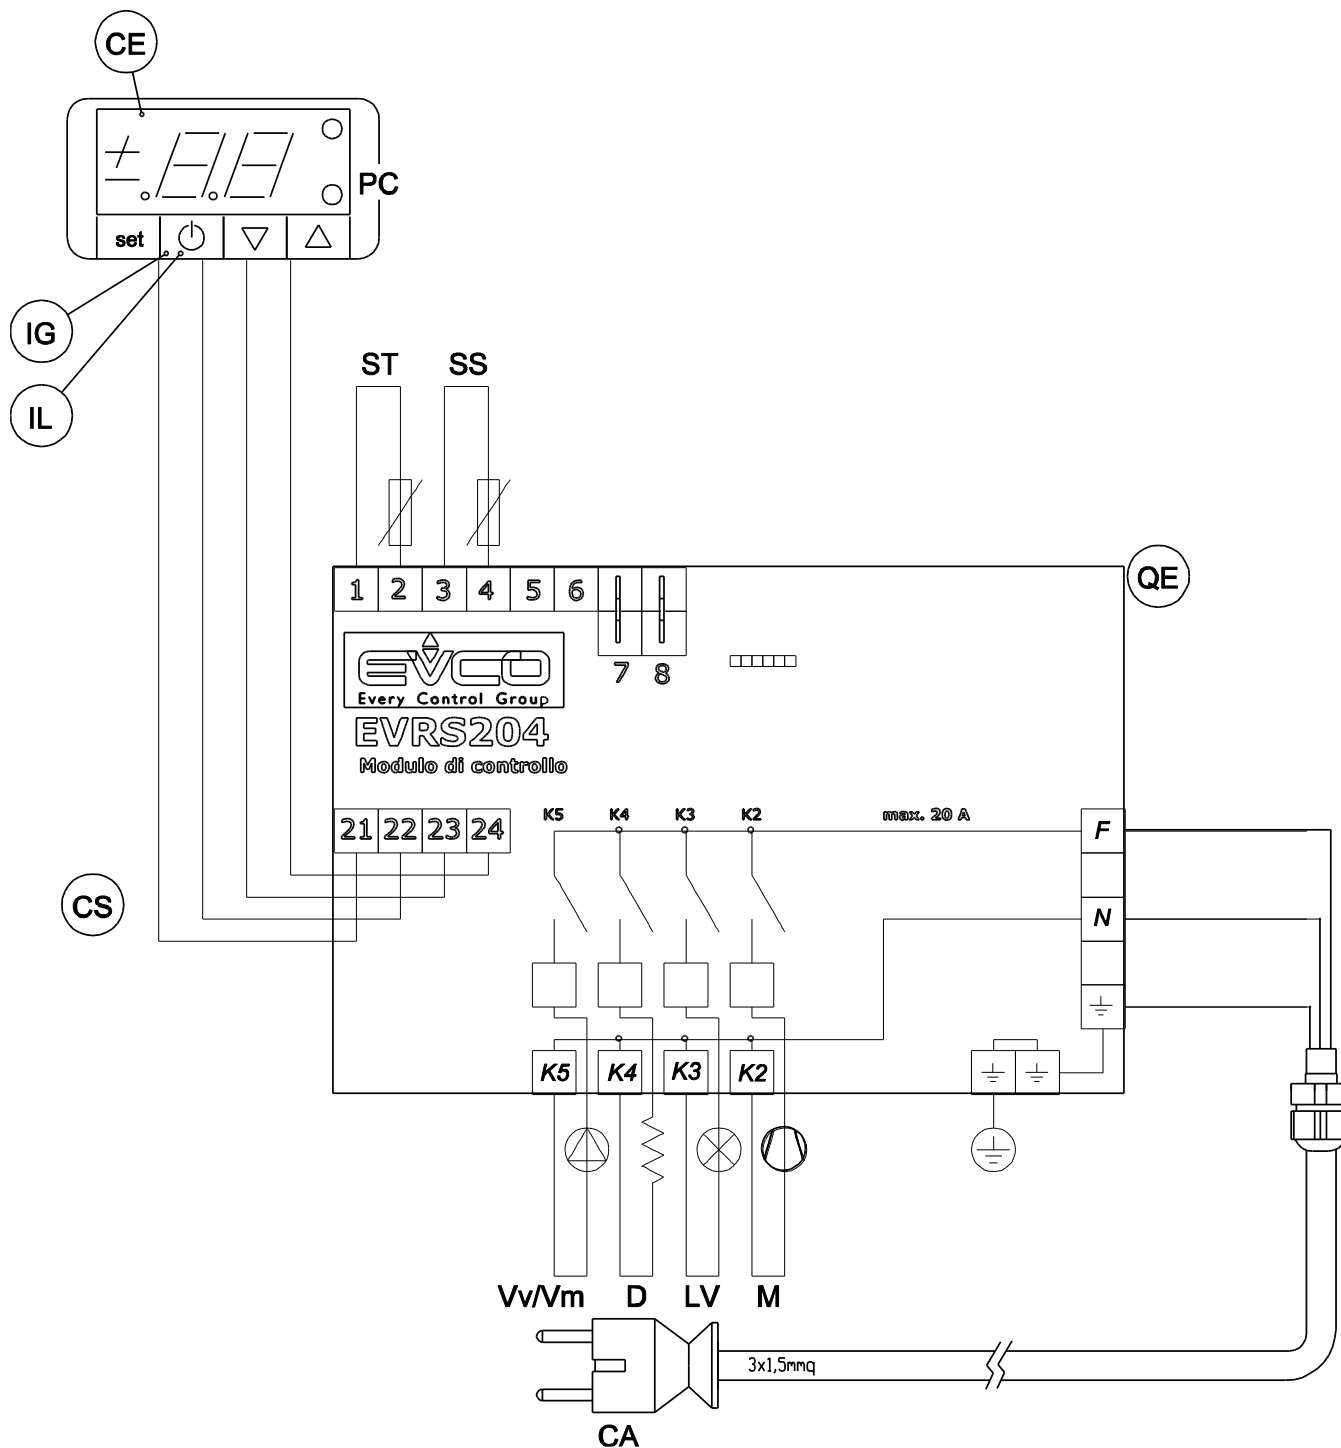 CE
PC
set
IG
IL
ST SS
QE
1 2 3 4 5 6
7 8
EVCO
Every Control Group
EVRS204
Modulo di controllo
K5 K4 K3 K2 max. 20 A
21 22 23 24
F
CS
N
K5 K4 K3 K2
Vv/Vm D LV M
3x1,5mmq
CA